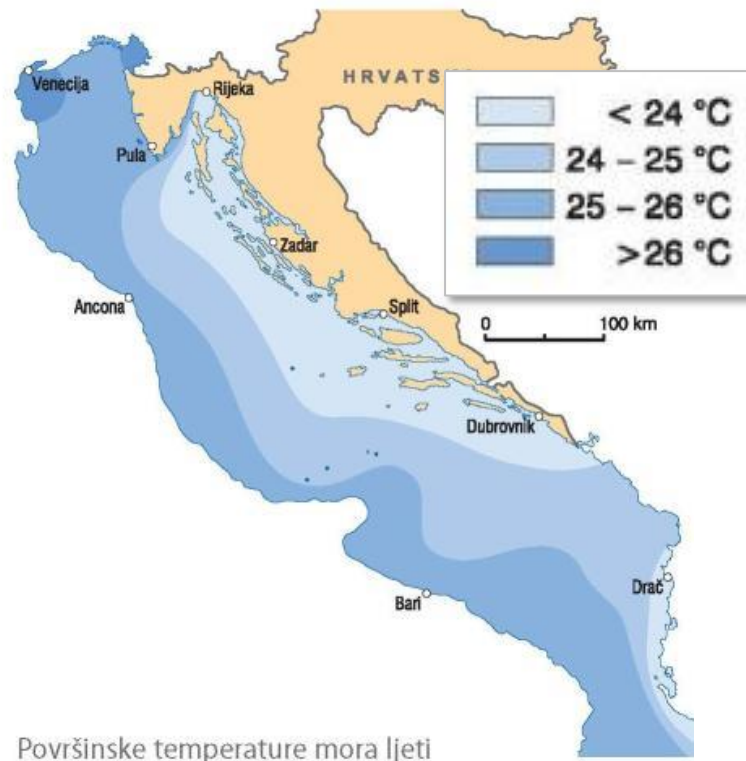 Venecija
Rijeka
Pula
Zadar
Ancona
Split
0 100 km
Dubrovnik
Drač
Bari
< 24 °C
24 – 25 °C
25 – 26 °C
>26 °C
Površinske temperature mora ljeti